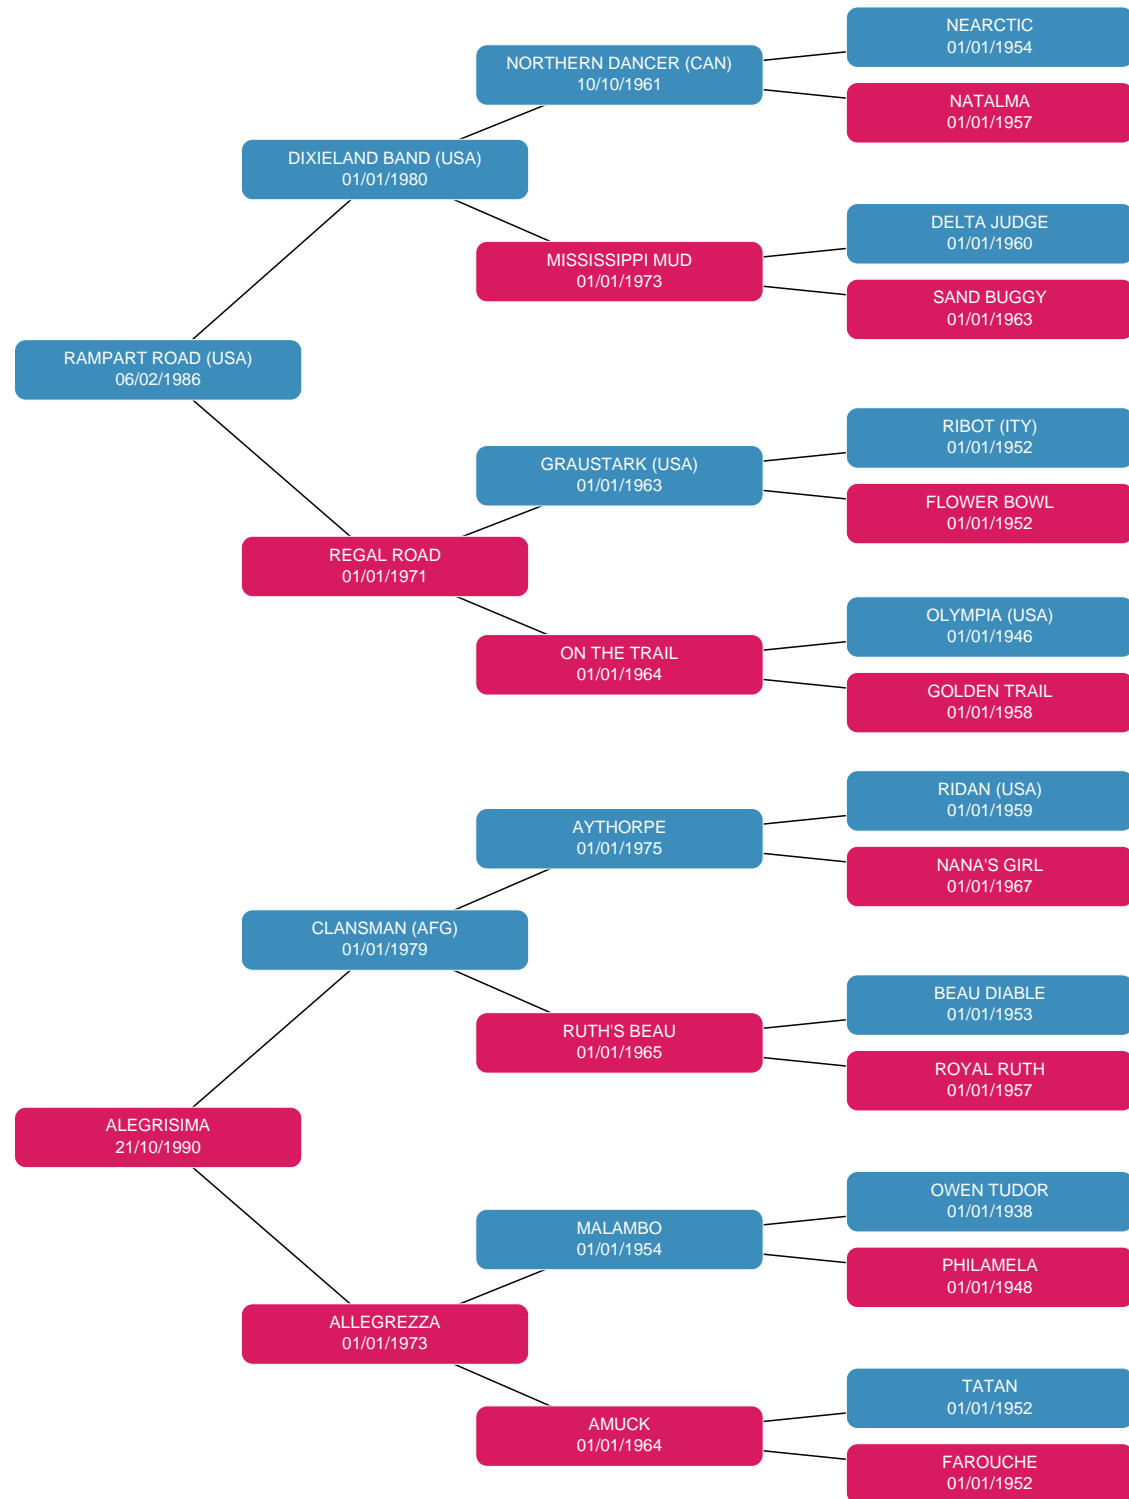 NEARCTIC
01/01/1954
NORTHERN DANCER (CAN)
10/10/1961
NATALMA
01/01/1957
DIXIELAND BAND (USA)
01/01/1980
DELTA JUDGE
01/01/1960
MISSISSIPPI MUD
01/01/1973
SAND BUGGY
01/01/1963
RAMPART ROAD (USA)
06/02/1986
RIBOT (ITY)
01/01/1952
GRAUSTARK (USA)
01/01/1963
FLOWER BOWL
01/01/1952
REGAL ROAD
01/01/1971
OLYMPIA (USA)
01/01/1946
ON THE TRAIL
01/01/1964
GOLDEN TRAIL
01/01/1958
RIDAN (USA)
01/01/1959
AYTHORPE
01/01/1975
NANA'S GIRL
01/01/1967
CLANSMAN (AFG)
01/01/1979
BEAU DIABLE
01/01/1953
RUTH'S BEAU
01/01/1965
ROYAL RUTH
01/01/1957
ALEGRISIMA
21/10/1990
OWEN TUDOR
01/01/1938
MALAMBO
01/01/1954
PHILAMELA
01/01/1948
ALLEGREZZA
01/01/1973
TATAN
01/01/1952
AMUCK
01/01/1964
FAROUCHE
01/01/1952